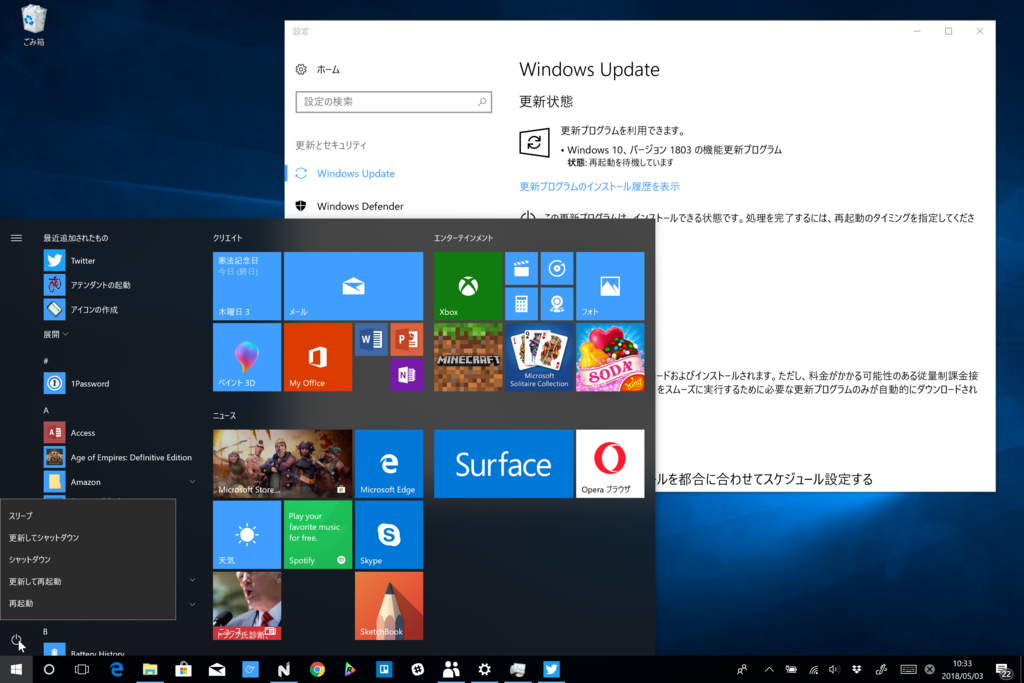 ごみ箱
設定
ホーム
設定の検索
更新とセキュリティ
Windows Update
Windows Defender
Windows Update
更新状態
更新プログラムを利用できます。
• Windows 10、バージョン 1803 の機能更新プログラム
状態: 再起動を待機しています
更新プログラムのインストール履歴を表示
この更新プログラムは、インストールできる状態です。処理を完了するには、再起動のタイミングを指定してくださ
ードおよびインストールされます。ただし、料金がかかる可能性のある従量制課金接
をスムーズに実行するために必要な更新プログラムのみが自動的にダウンロードされ
ルを都合に合わせてスケジュール設定する
最近追加されたもの
Twitter
アテンダントの起動
アイコンの作成
展開
#
1Password
A
Access
Age of Empires: Definitive Edition
Amazon
スリープ
更新してシャットダウン
シャットダウン
更新して再起動
再起動
B
Battery History
クリエイト
憲法記念日
今日 (終日)
木曜日 3
メール
ペイント 3D
My Office
エンターテインメント
Xbox
フォト
MINECRAFT
Microsoft
Solitaire Collection
SODA
King
ニュース
Microsoft Store
Microsoft Edge
Surface
Opera ブラウザ
天気
Play your
favorite music
for free.
Spotify
Skype
ニュース
トランプ氏診断、
SketchBook
10:33
2018/05/03
22